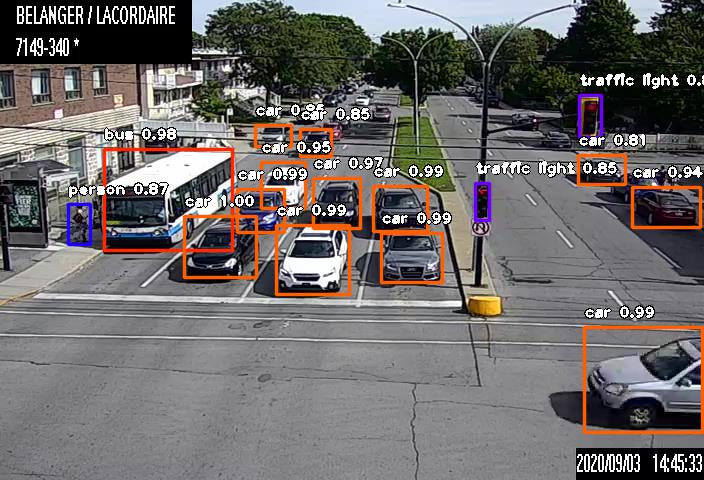 BELANGER / LACORDAIRE
7149-340 *
traffic light 0.8
car 0.85
car 0.85
bus 0.98
car 0.81
car 0.95
car 0.97
traffic light 0.85
car 0.94
person 0.87
car 0.99
car 0.99
car 1.00
car 0.99
car 0.99
car 0.99
2020/09/03 14:45:33